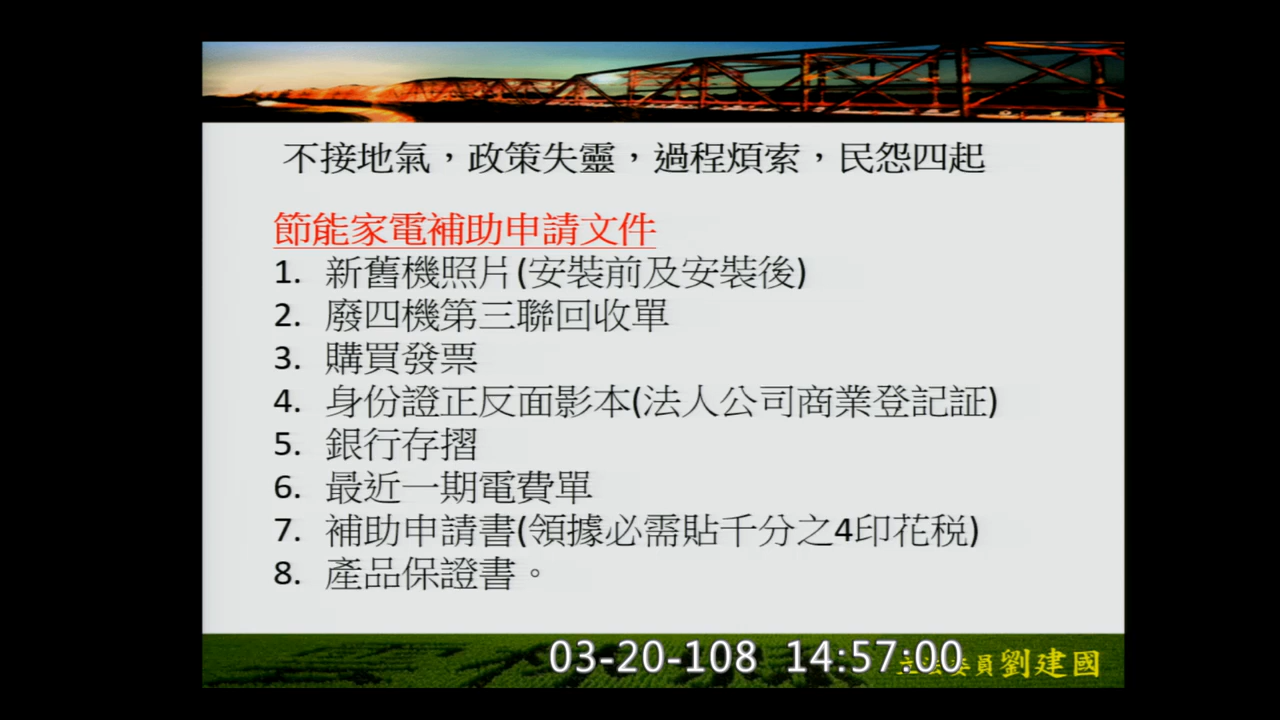 不接地氣，政策失靈，過程煩索，民怨四起
節能家電補助申請文件
1. 新舊機照片(安裝前及安裝後)
2. 廢四機第三聯回收單
3. 購買發票
4. 身份證正反面影本(法人公司商業登記証)
5. 銀行存摺
6. 最近一期電費單
7. 補助申請書(領據必需貼千分之4印花税)
8. 產品保證書。
03-20-108 14:57:00
委員劉建國